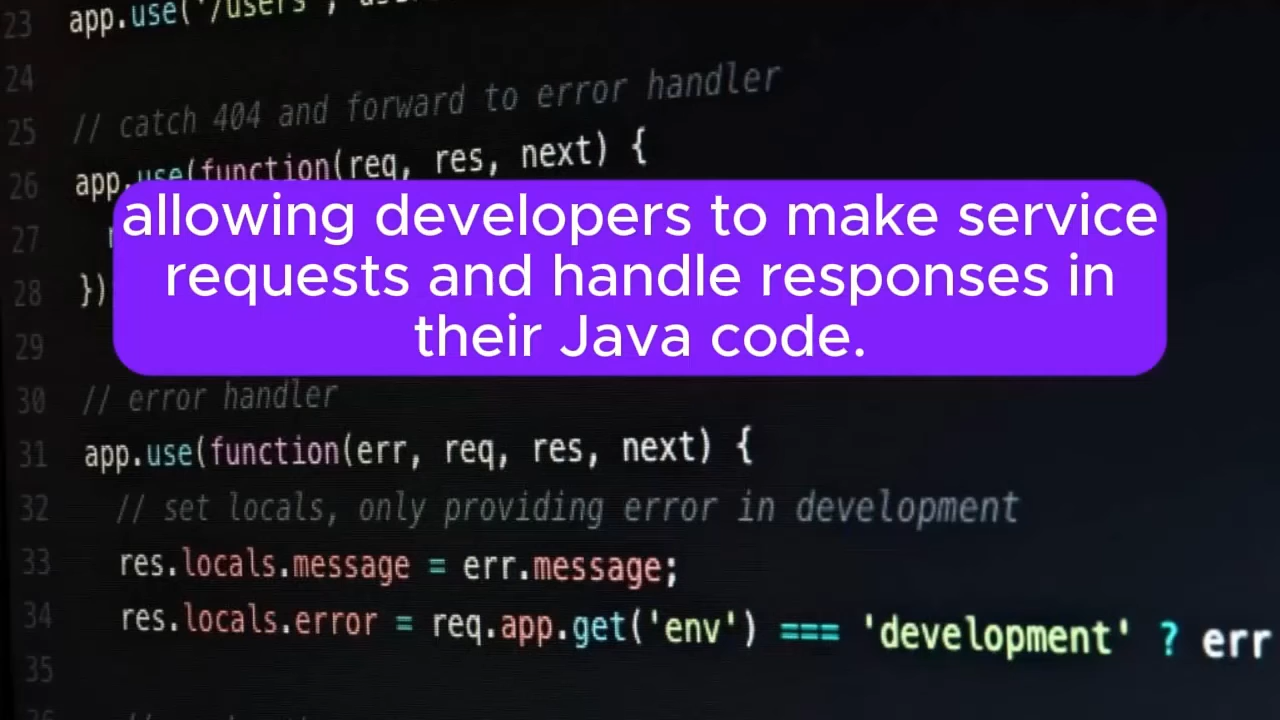 23 app.use('/users',
24
// catch 404 and forward to error handler
25
26 app.use(function(req, res, next) {
allowing developers to make service
27
requests and handle responses in
28 })
their Java code.
29
30 // error handler
31 app.use(function(err, req, res, next) {
32 // set locals, only providing error in development
33 res.locals.message = err.message;
34 res.locals.error = req.app.get('env') === 'development' ? err
35